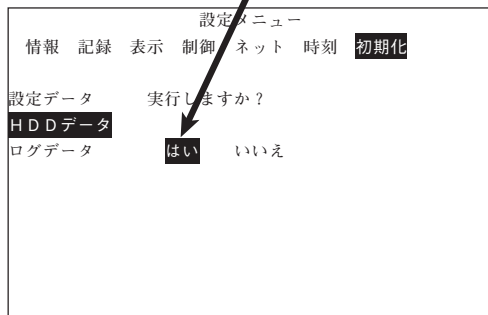 設定メニュー
情報 記録 表示 制御 ネット 時刻 初期化
設定データ 実行しますか?
HDDデータ
ログデータ はい いいえ